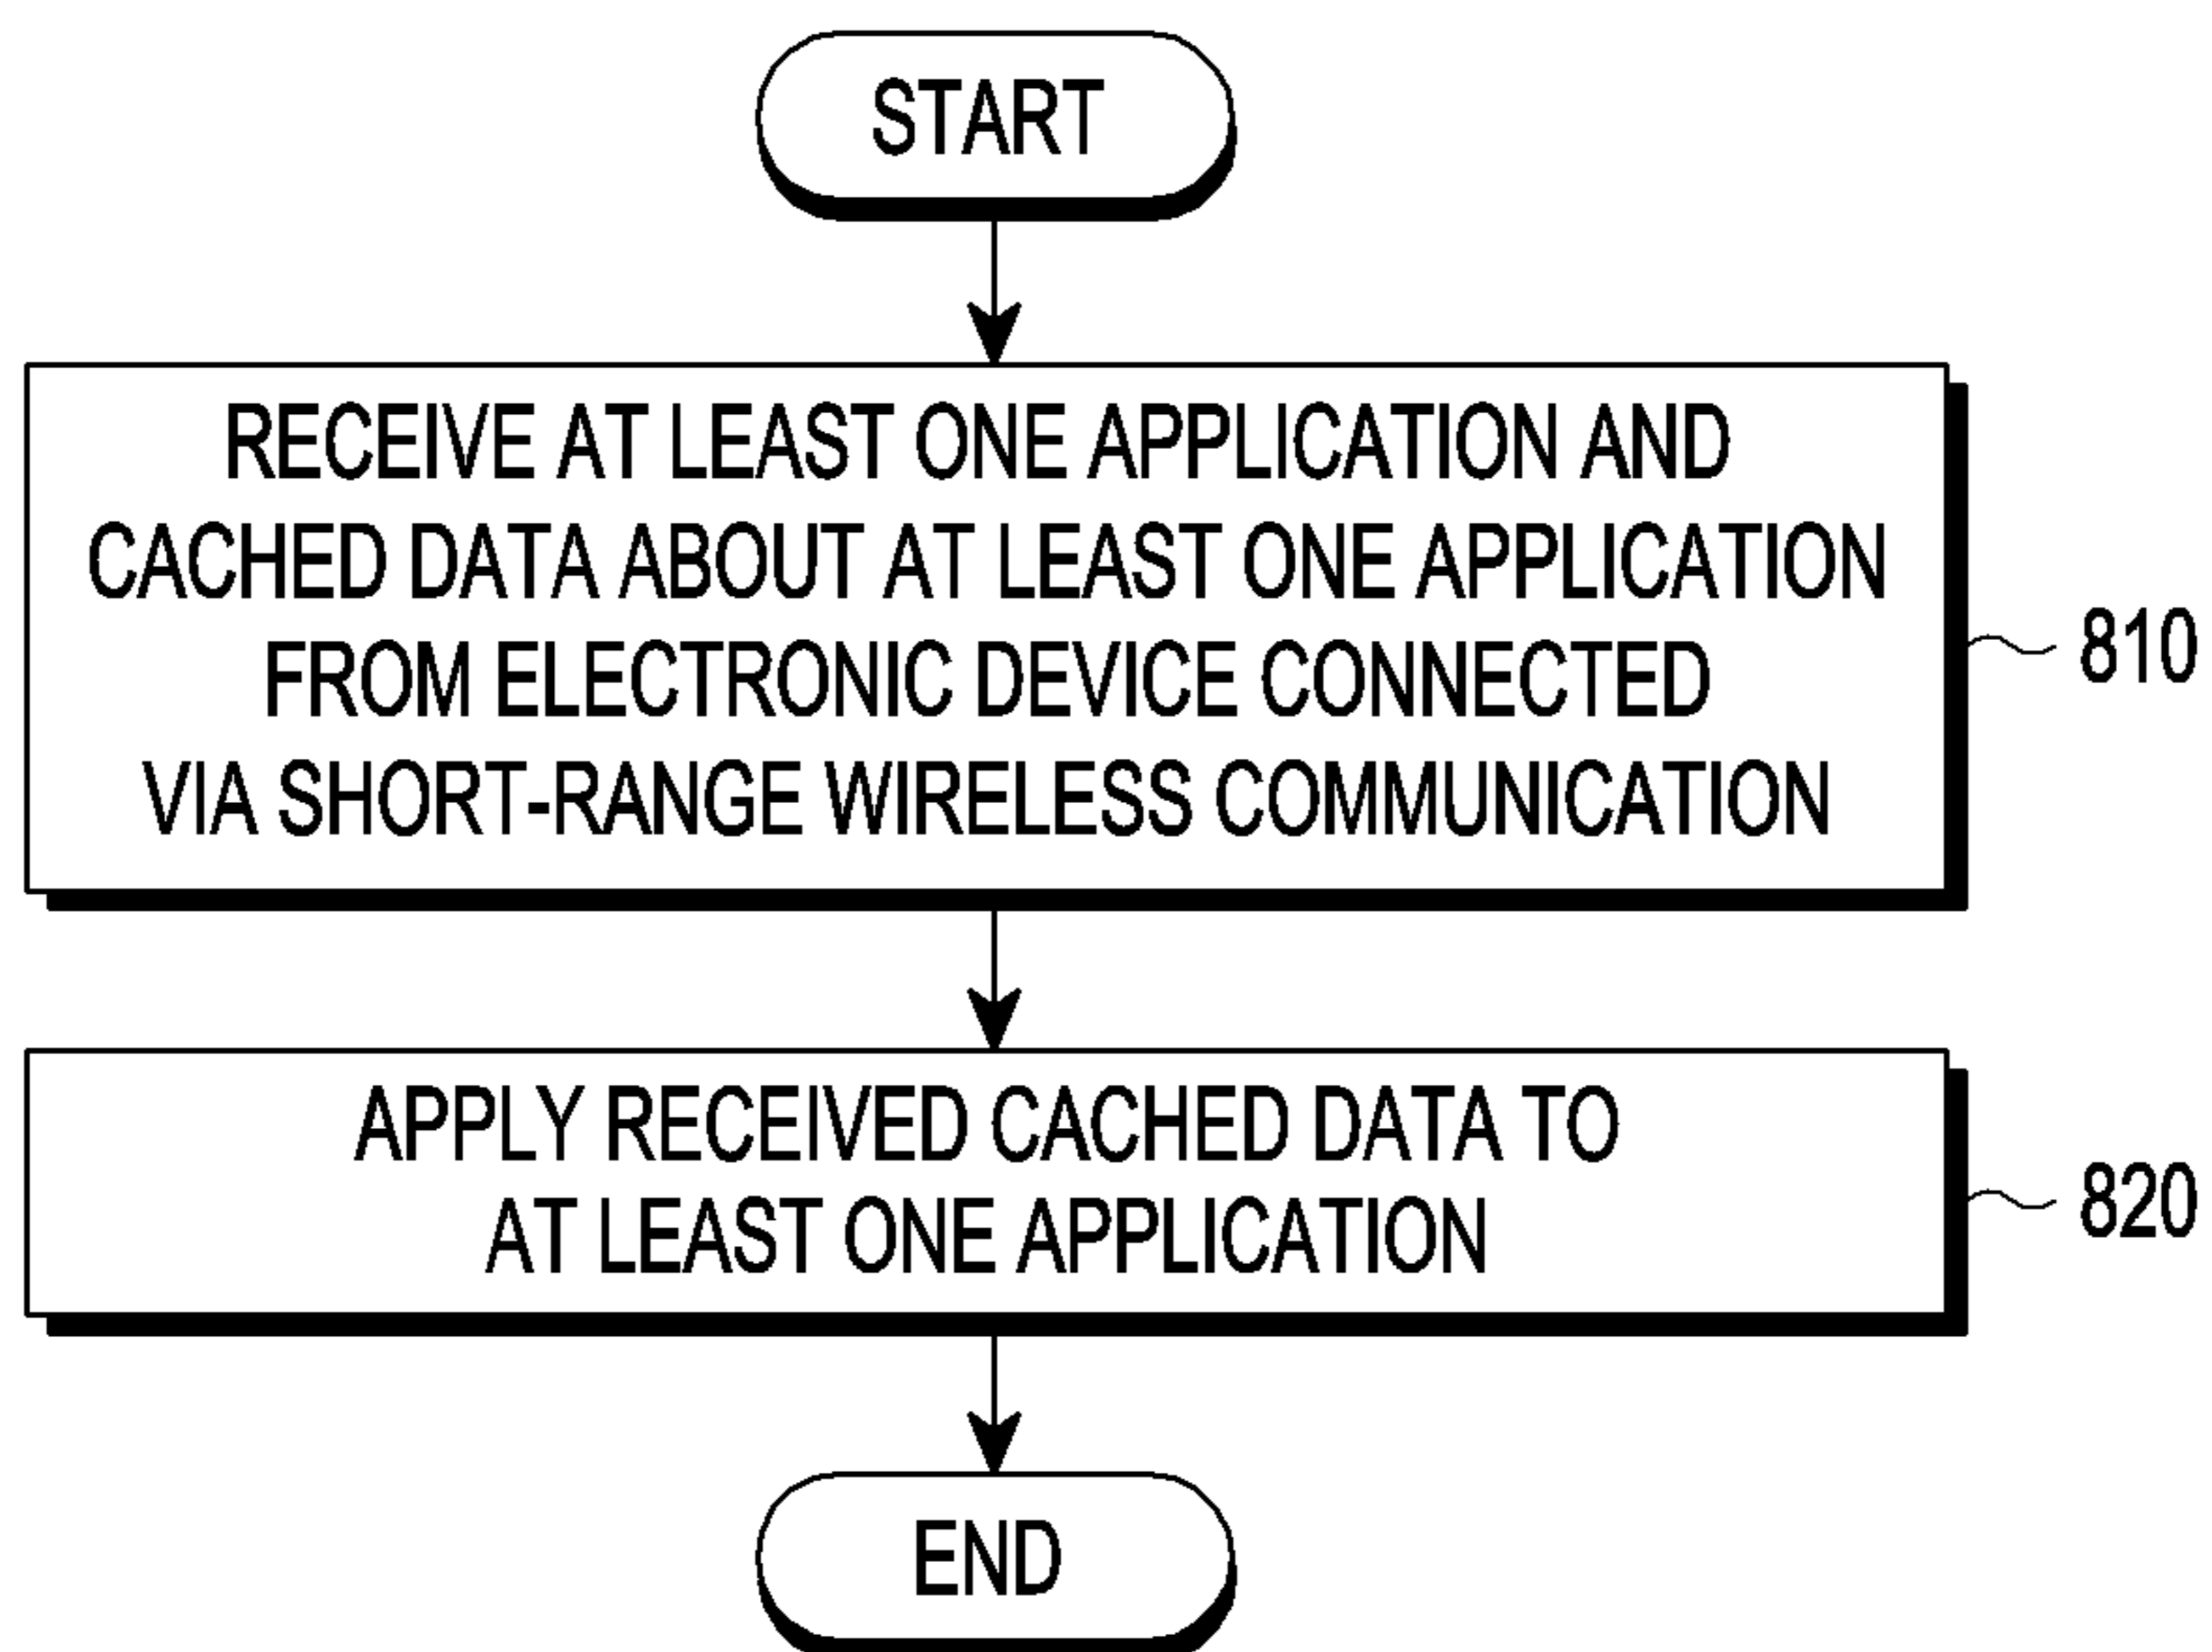 START
RECEIVE AT LEAST ONE APPLICATION AND
CACHED DATA ABOUT AT LEAST ONE APPLICATION
FROM ELECTRONIC DEVICE CONNECTED
VIA SHORT-RANGE WIRELESS COMMUNICATION
810
APPLY RECEIVED CACHED DATA TO
AT LEAST ONE APPLICATION
820
END